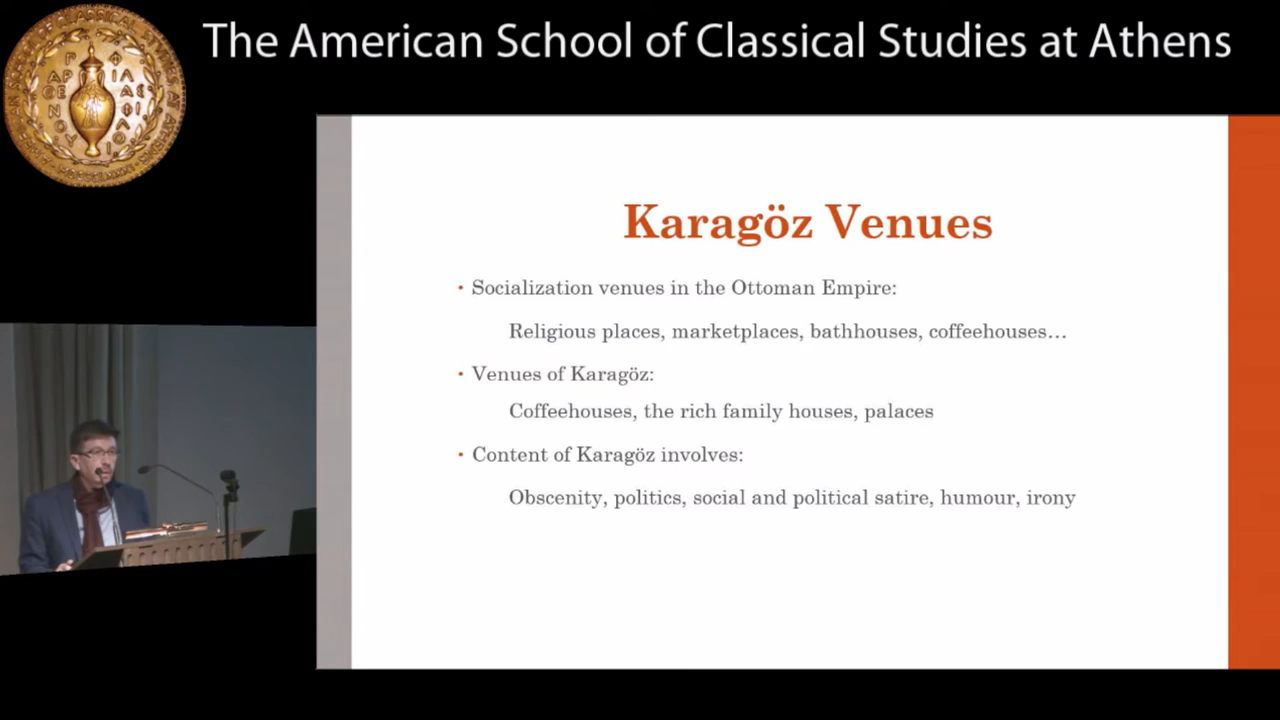 The American School of Classical Studies at Athens
Karagöz Venues
• Socialization venues in the Ottoman Empire:
Religious places, marketplaces, bathhouses, coffeehouses…
• Venues of Karagöz:
Coffeehouses, the rich family houses, palaces
• Content of Karagöz involves:
Obscenity, politics, social and political satire, humour, irony